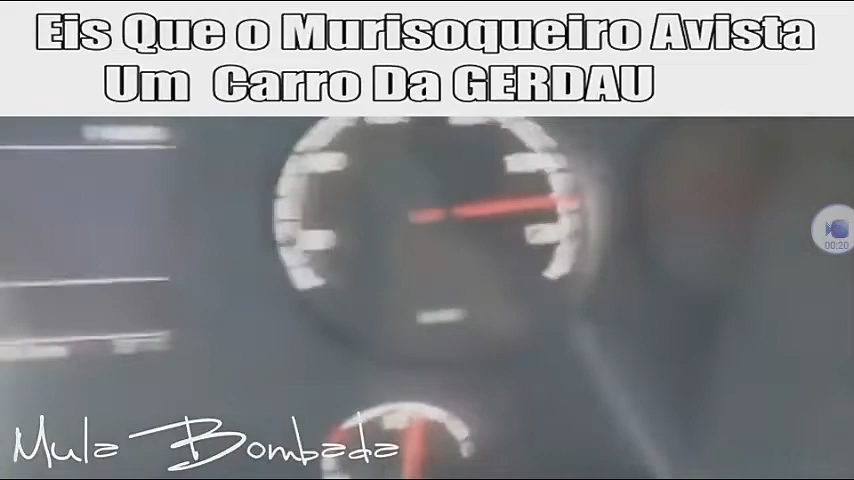 Eis Que o Murisoqueiro Avista
Um Carro Da GERDAU
00:20
Mula Bombada